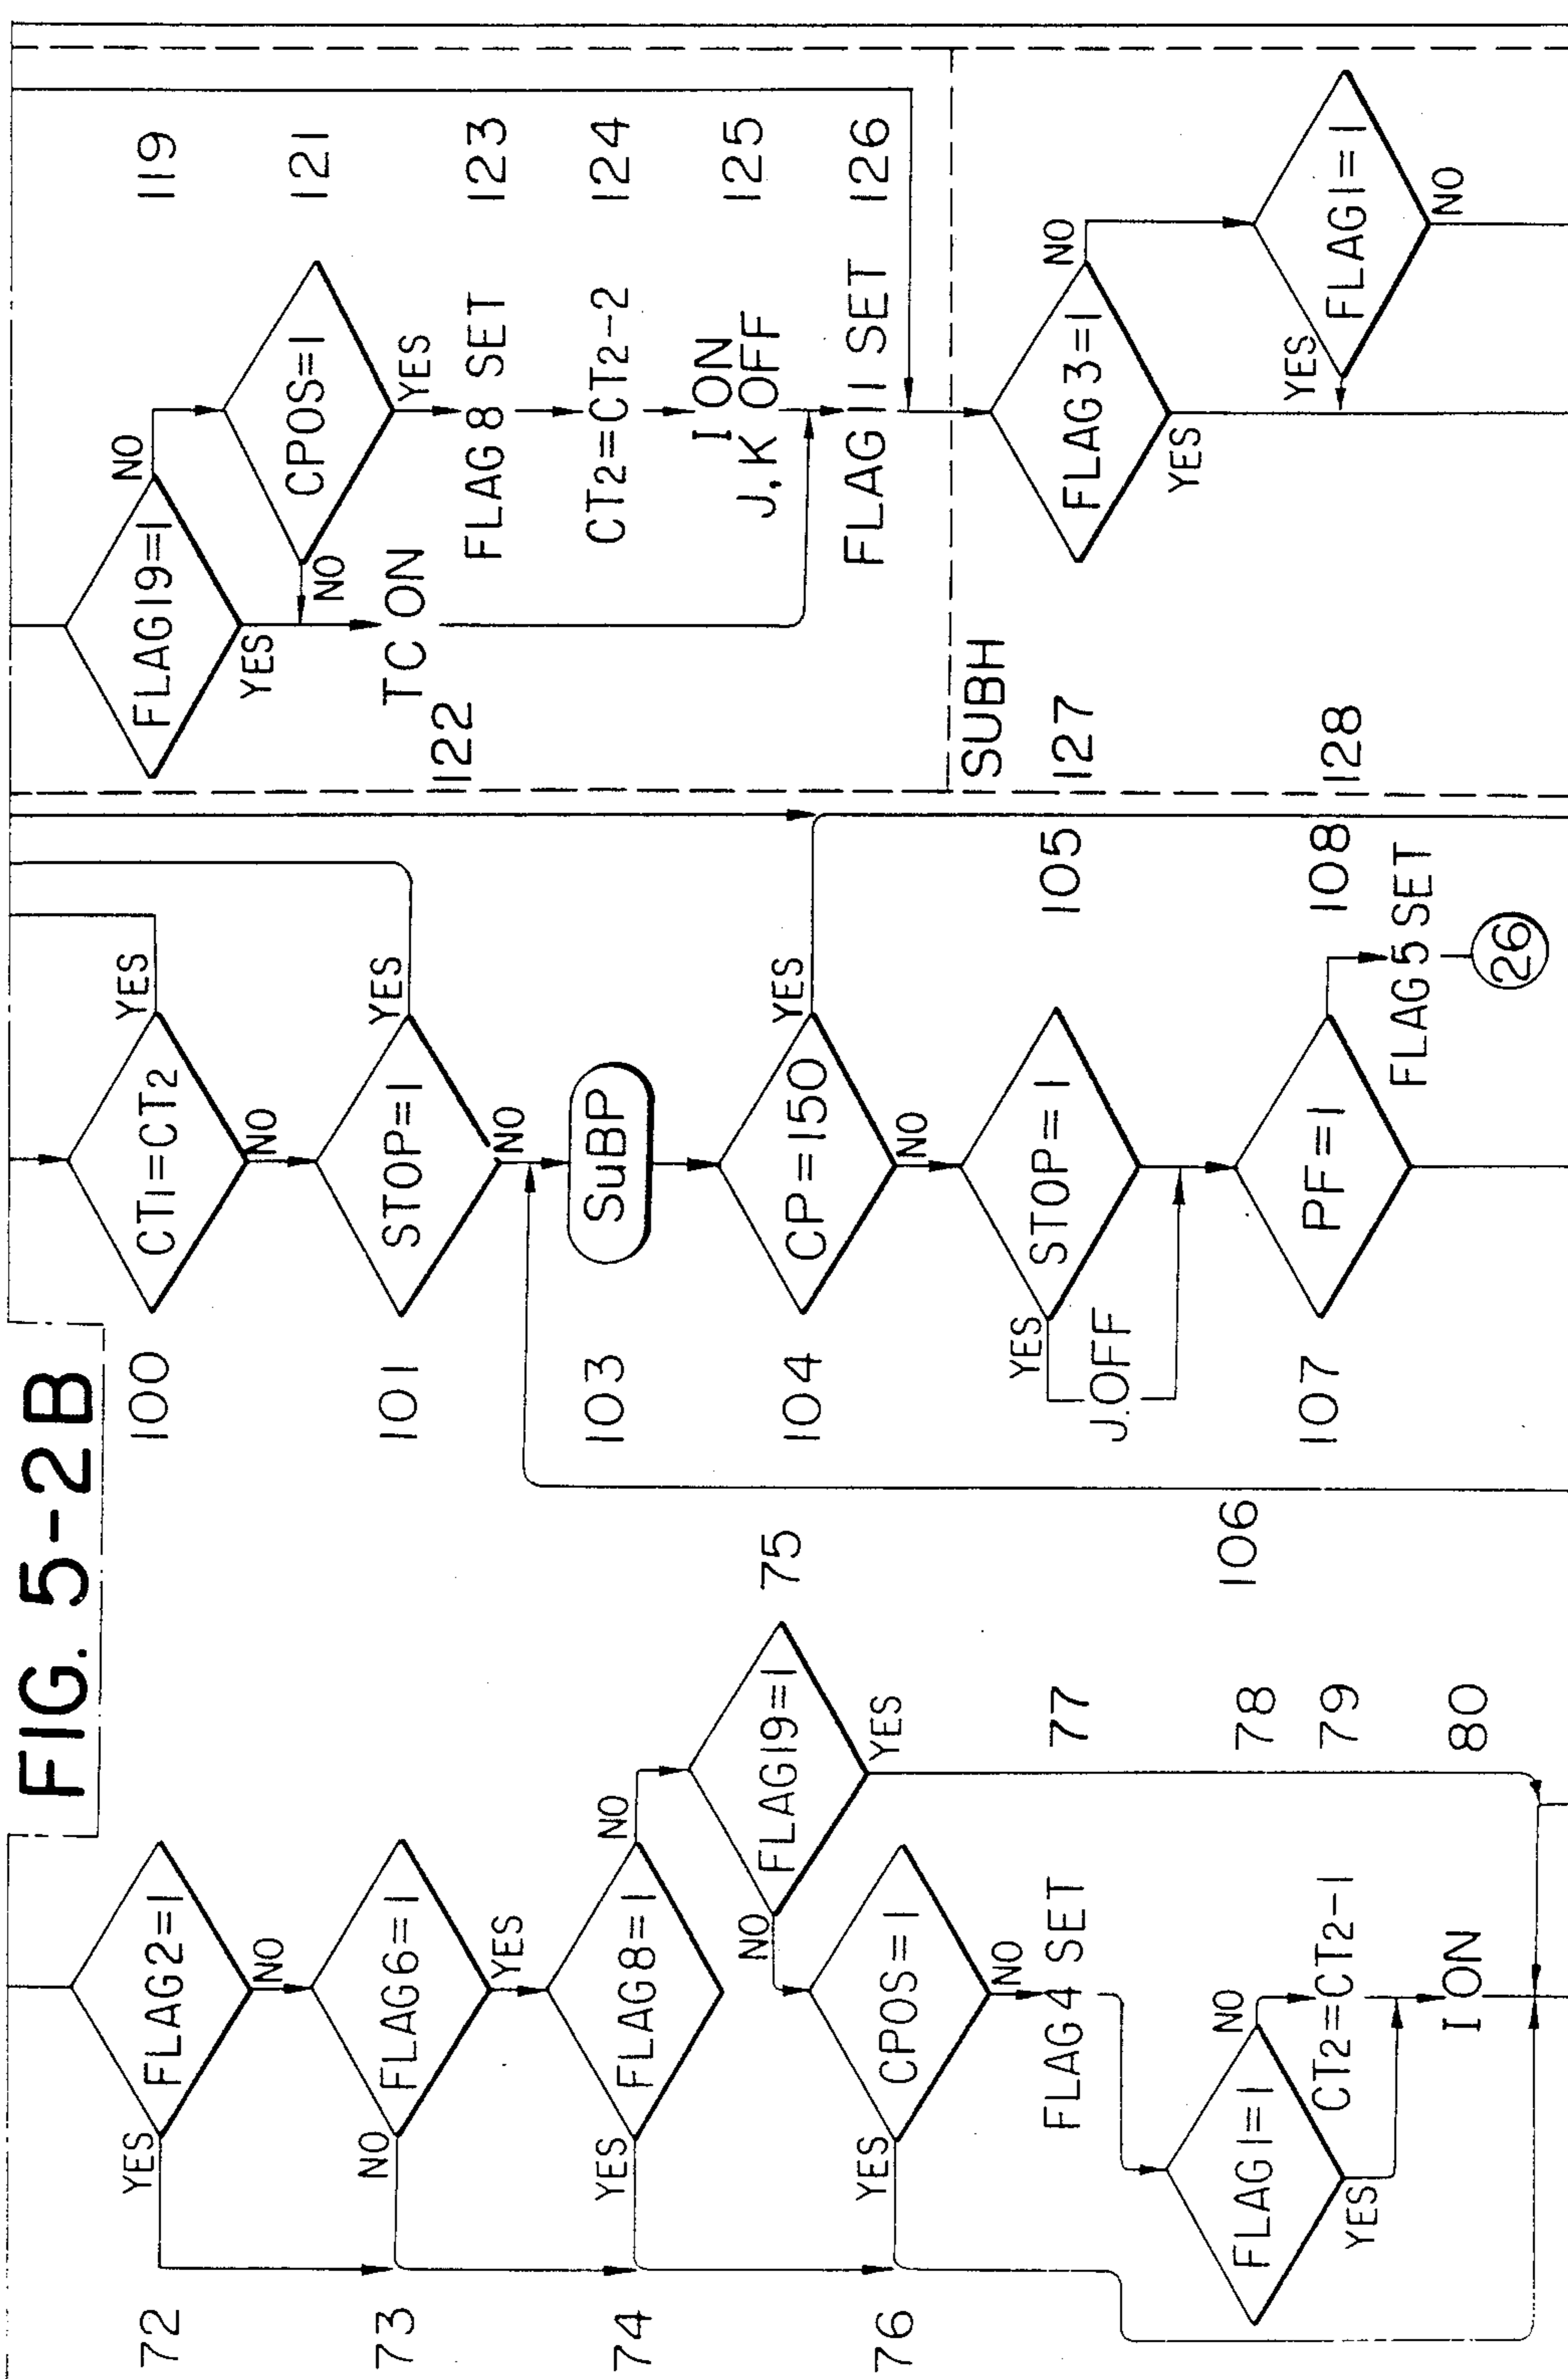 FIG. 5-2B
72
FLAG2=1
YES
NO
73
FLAG6=1
NO
YES
74
FLAG8=1
YES
NO
75
FLAG19=1
NO
YES
76
CPOS=1
YES
NO
77
FLAG4 SET
78
FLAG1=1
NO
YES
79
CT2=CT2-1
80
I ON
100
CT1=CT2
YES
NO
101
STOP=1
YES
NO
103
SuBP
104
CP=150
YES
NO
105
STOP=1
YES
106
J.OFF
107
PF=1
108
FLAG5 SET
26
119
FLAG19=1
NO
YES
121
CPOS=1
NO
YES
122
TC ON
123
FLAG8 SET
124
CT2=CT2-2
125
I ON
J,K OFF
126
FLAG11 SET
SUBH
127
FLAG3=1
NO
YES
128
FLAG1=1
YES
NO